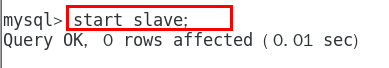 mysql> start slave;
Query OK, 0 rows affected (0.01 sec)